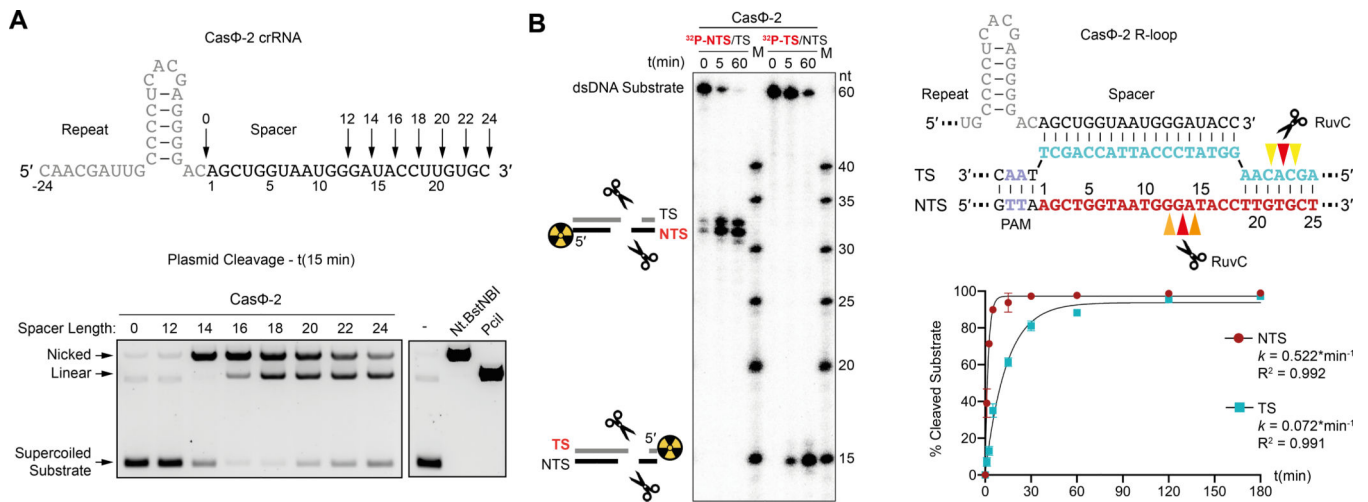 A
CasΦ-2 crRNA
A C
C G
U A
C – G
C – G
C – G
C – G
Repeat
Spacer
0 12 14 16 18 20 22 24
5′ CAACGAUUG ACAGCUGGUAAUGGGAUACCUUGUGC 3′
-24 1 5 10 15 20
Plasmid Cleavage - t(15 min)
CasΦ-2
Spacer Length: 0 12 14 16 18 20 22 24 - Nt.BstNBI PciI
Nicked
Linear
Supercoiled
Substrate
B
CasΦ-2
³²P-NTS/TS ³²P-TS/NTS
M M
t(min) 0 5 60 0 5 60 nt
dsDNA Substrate 60
40
35
30
25
20
15
TS
NTS
5′
TS
NTS
5′
CasΦ-2 R-loop
Repeat
Spacer
RuvC
5′ UG ACAGCUGGUAAUGGGAUACC 3′
TCGACCATTACCCTATGG
TS 3′ CAAT AACACGA 5′
1 5 10 15
NTS 5′ GTTAAGCTGGTAATGGGATACCTTGTGCT 3′
PAM 20 25
RuvC
% Cleaved Substrate
100
80
60
40
20
0
0 30 60 90 120 150 180
t(min)
NTS
k = 0.522*min⁻¹
R² = 0.992
TS
k = 0.072*min⁻¹
R² = 0.991